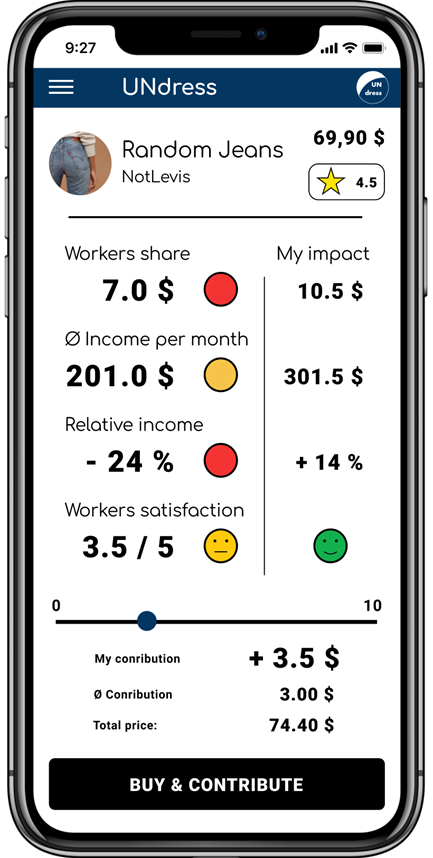 9:27
UNdress
UN
dress
Random Jeans
NotLevis
69,90 $
4.5
Workers share
My impact
7.0 $
10.5 $
Ø Income per month
201.0 $
301.5 $
Relative income
- 24 %
+ 14 %
Workers satisfaction
3.5 / 5
0
10
My conribution
+ 3.5 $
Ø Conribution
3.00 $
Total price:
74.40 $
BUY & CONTRIBUTE